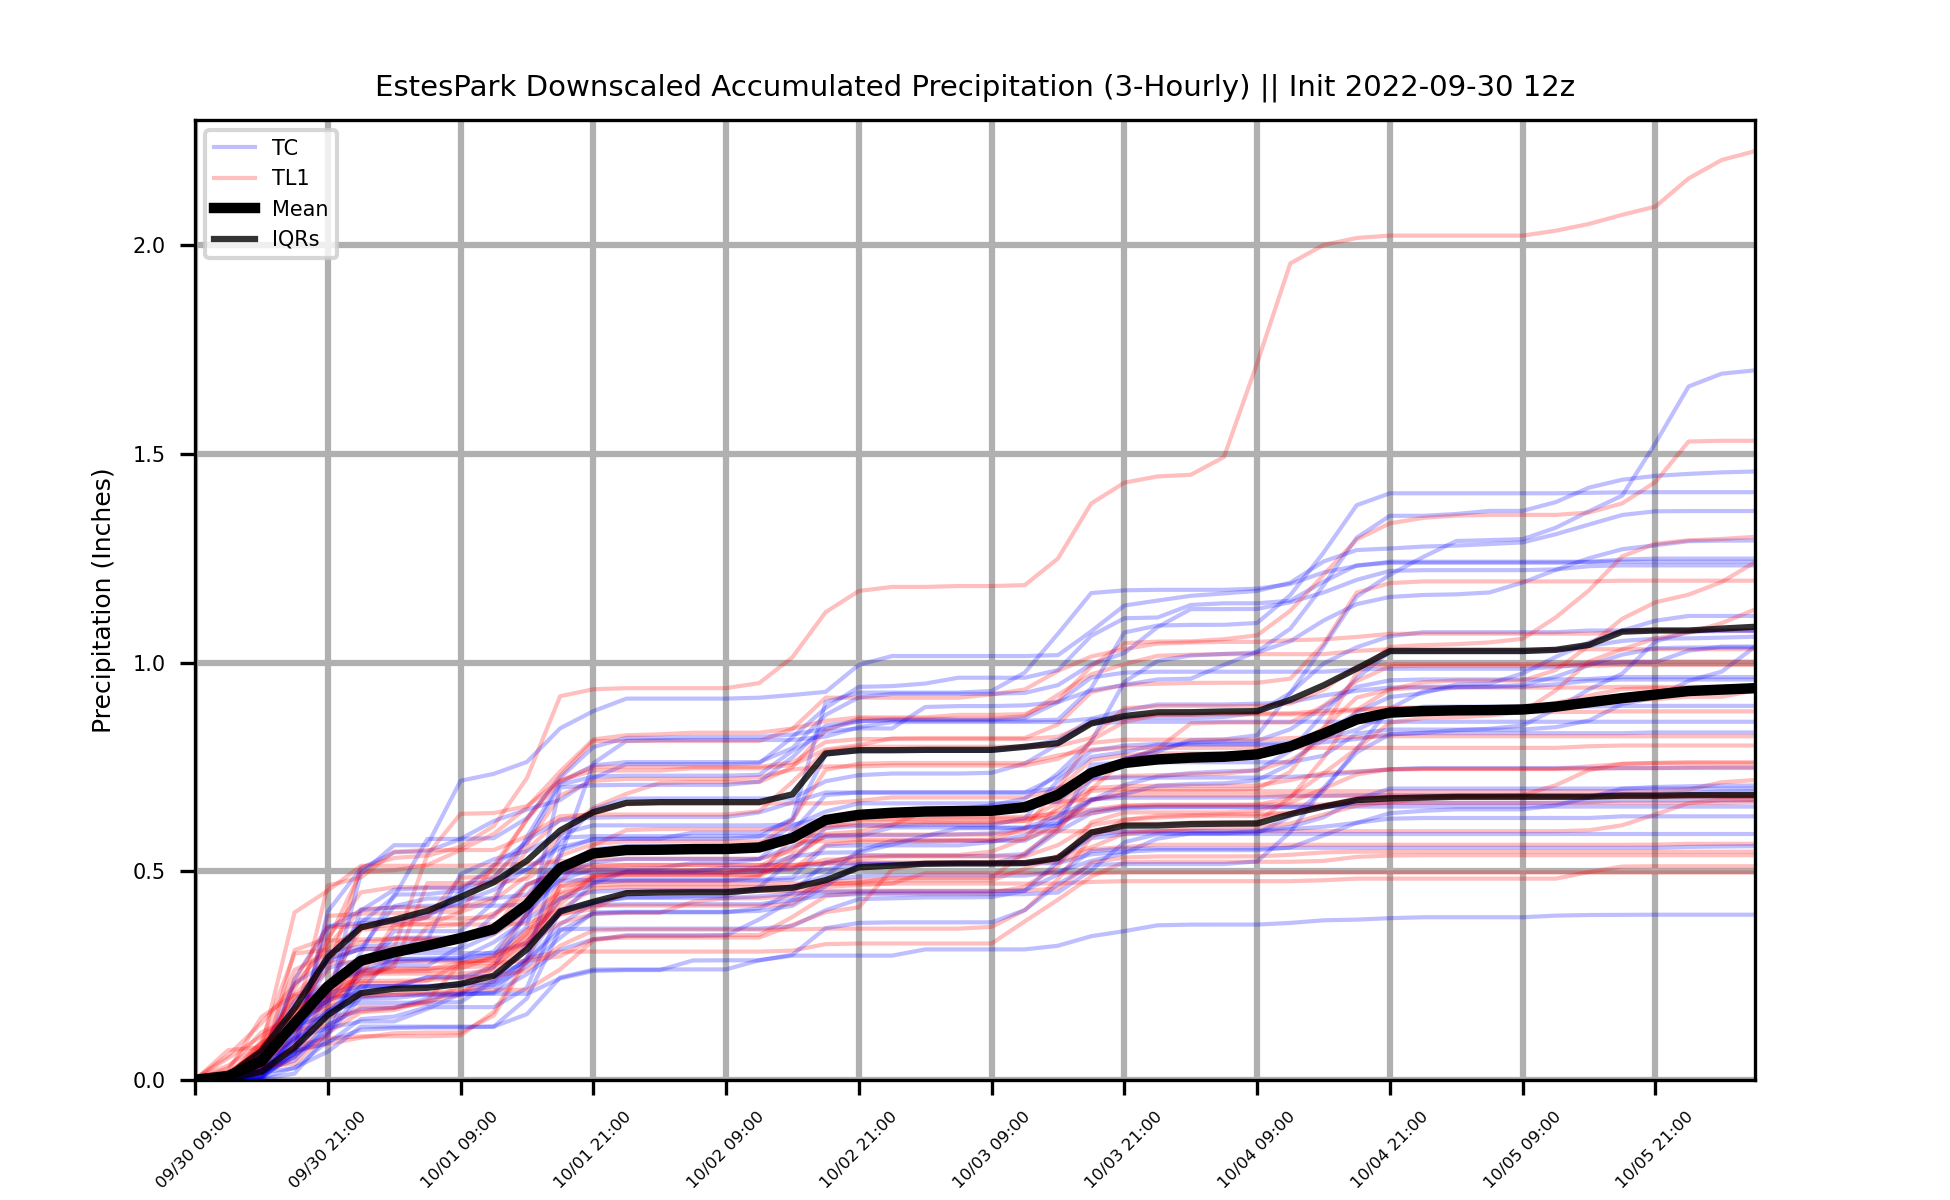 EstesPark Downscaled Accumulated Precipitation (3-Hourly) || Init 2022-09-30 12z
TC
TL1
Mean
IQRs
Precipitation (Inches)
2.0
1.5
1.0
0.5
0.0
09/30 09:00
09/30 21:00
10/01 09:00
10/01 21:00
10/02 09:00
10/02 21:00
10/03 09:00
10/03 21:00
10/04 09:00
10/04 21:00
10/05 09:00
10/05 21:00